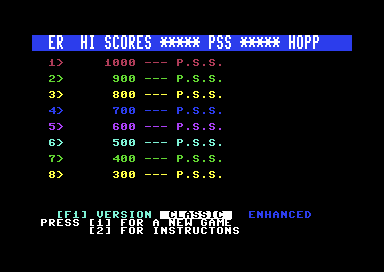 ER HI SCORES ***** PSS ***** HOPP
1> 1000 --- P.S.S.
2> 900 --- P.S.S.
3> 800 --- P.S.S.
4> 700 --- P.S.S.
5> 600 --- P.S.S.
6> 500 --- P.S.S.
7> 400 --- P.S.S.
8> 300 --- P.S.S.
[F1] VERSION CLASSIC ENHANCED
PRESS [1] FOR A NEW GAME
[2] FOR INSTRUCTONS